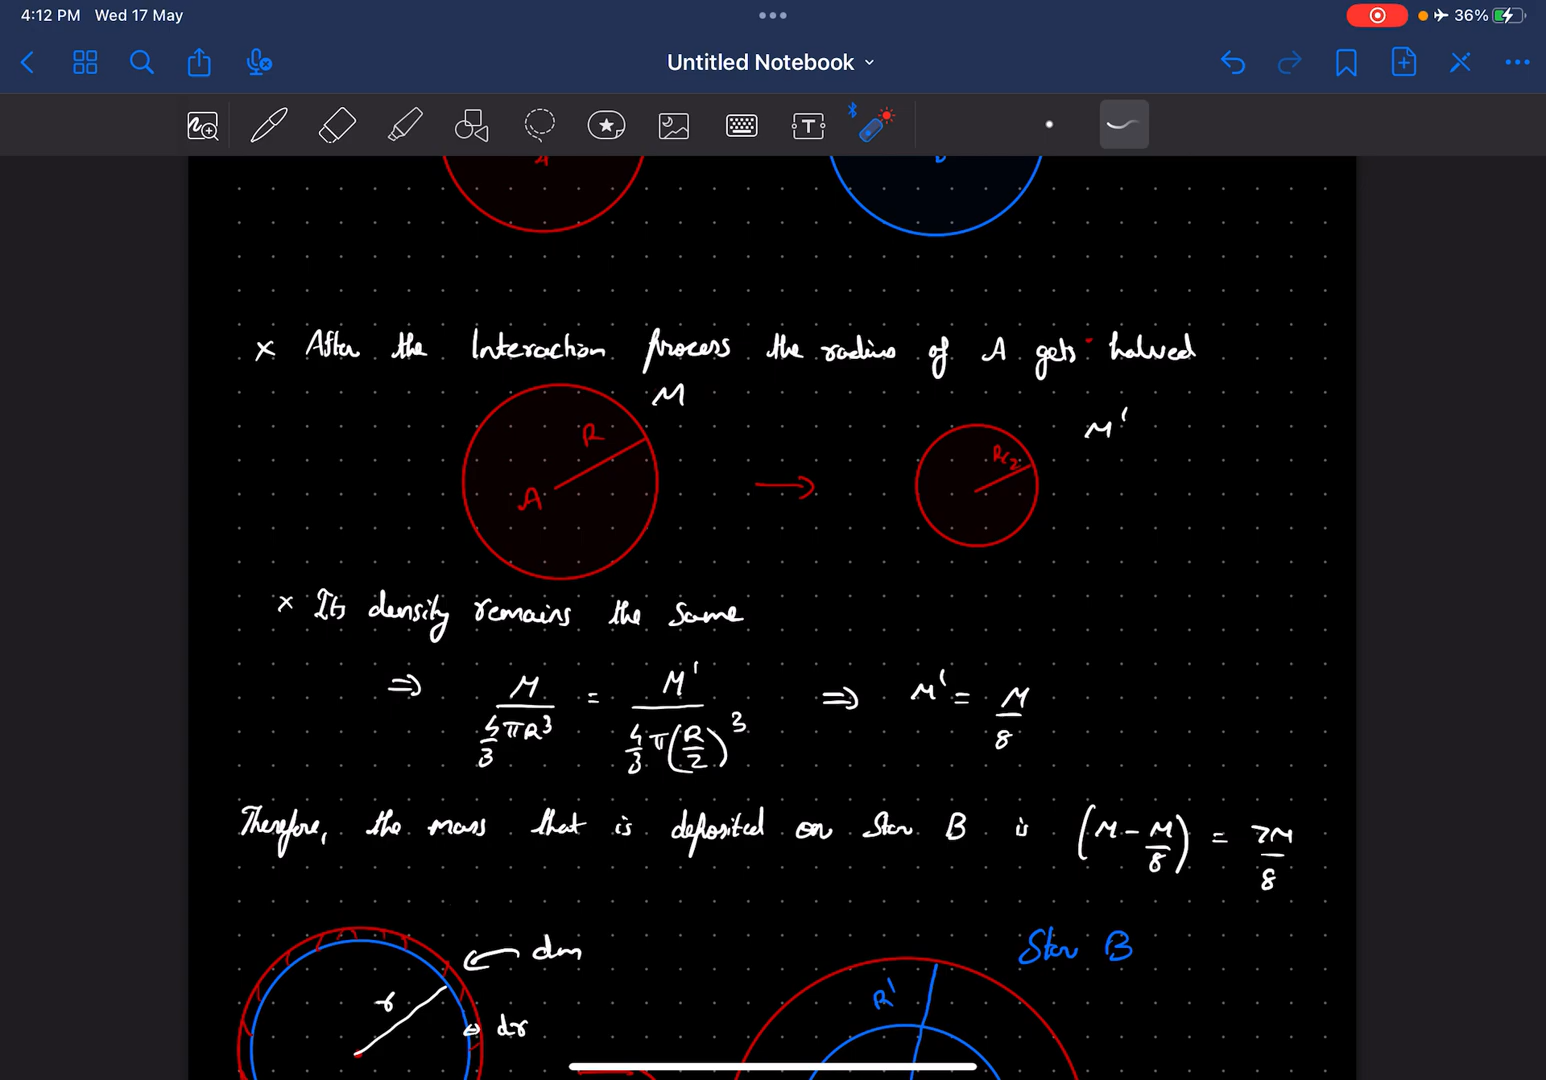 4:12 PM Wed 17 May
36%
Untitled Notebook
T
A
× After the Interaction process the radius of A gets halved
M
M'
R
R/2
A
× Its density remains the same
⇒ M / (4/3 πR³) = M' / (4/3 π(R/2)³) ⇒ M' = M/8
Therefore, the mass that is deposited on Star B is (M - M/8) = 7M/8
dm
Star B
r
R'
dr